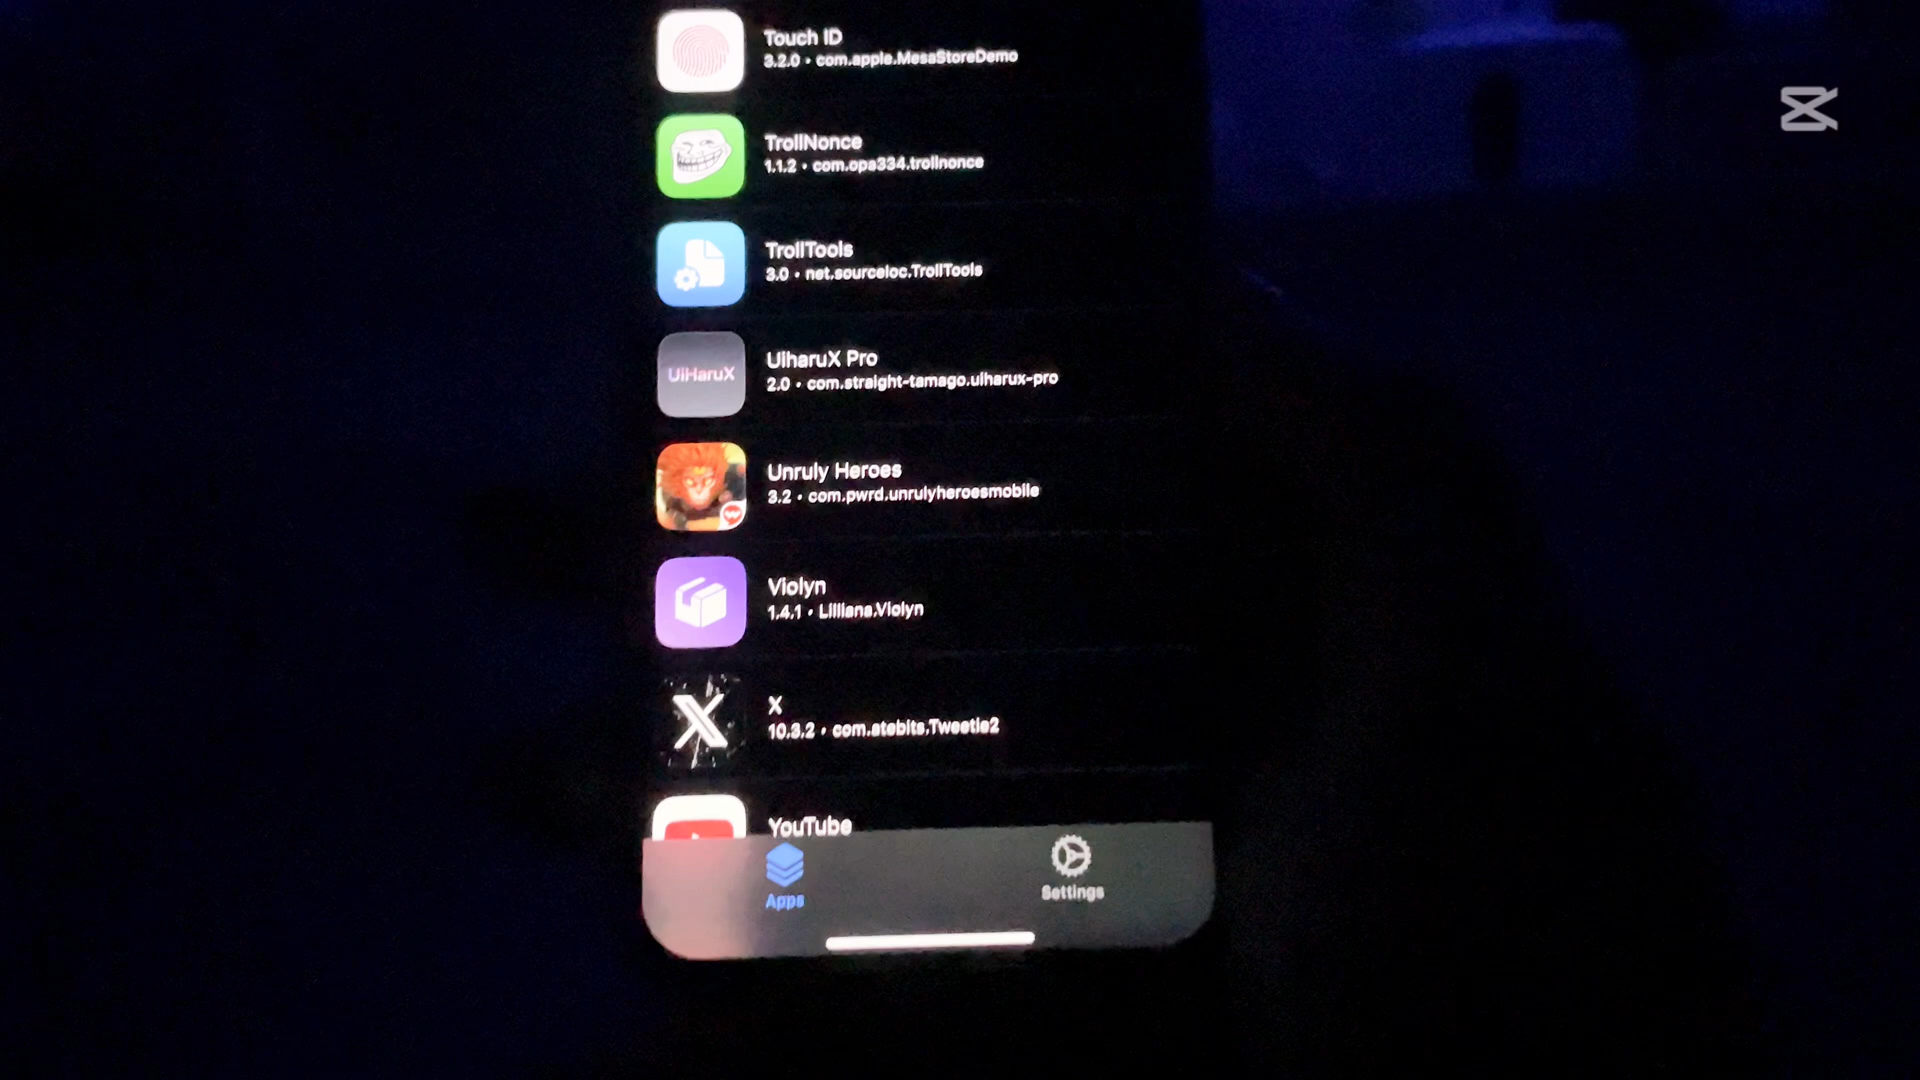 Touch ID
3.2.0 • com.apple.MesaStoreDemo
TrollNonce
1.1.2 • com.opa334.trollnonce
TrollTools
3.0 • net.sourceloc.TrollTools
UiharuX Pro
UiHaruX
2.0 • com.straight-tamago.uiharux-pro
Unruly Heroes
3.2 • com.pwrd.unrulyheroesmobile
Violyn
1.4.1 • Lilliana.Violyn
X
10.3.2 • com.atebits.Tweetie2
YouTube
Apps
Settings